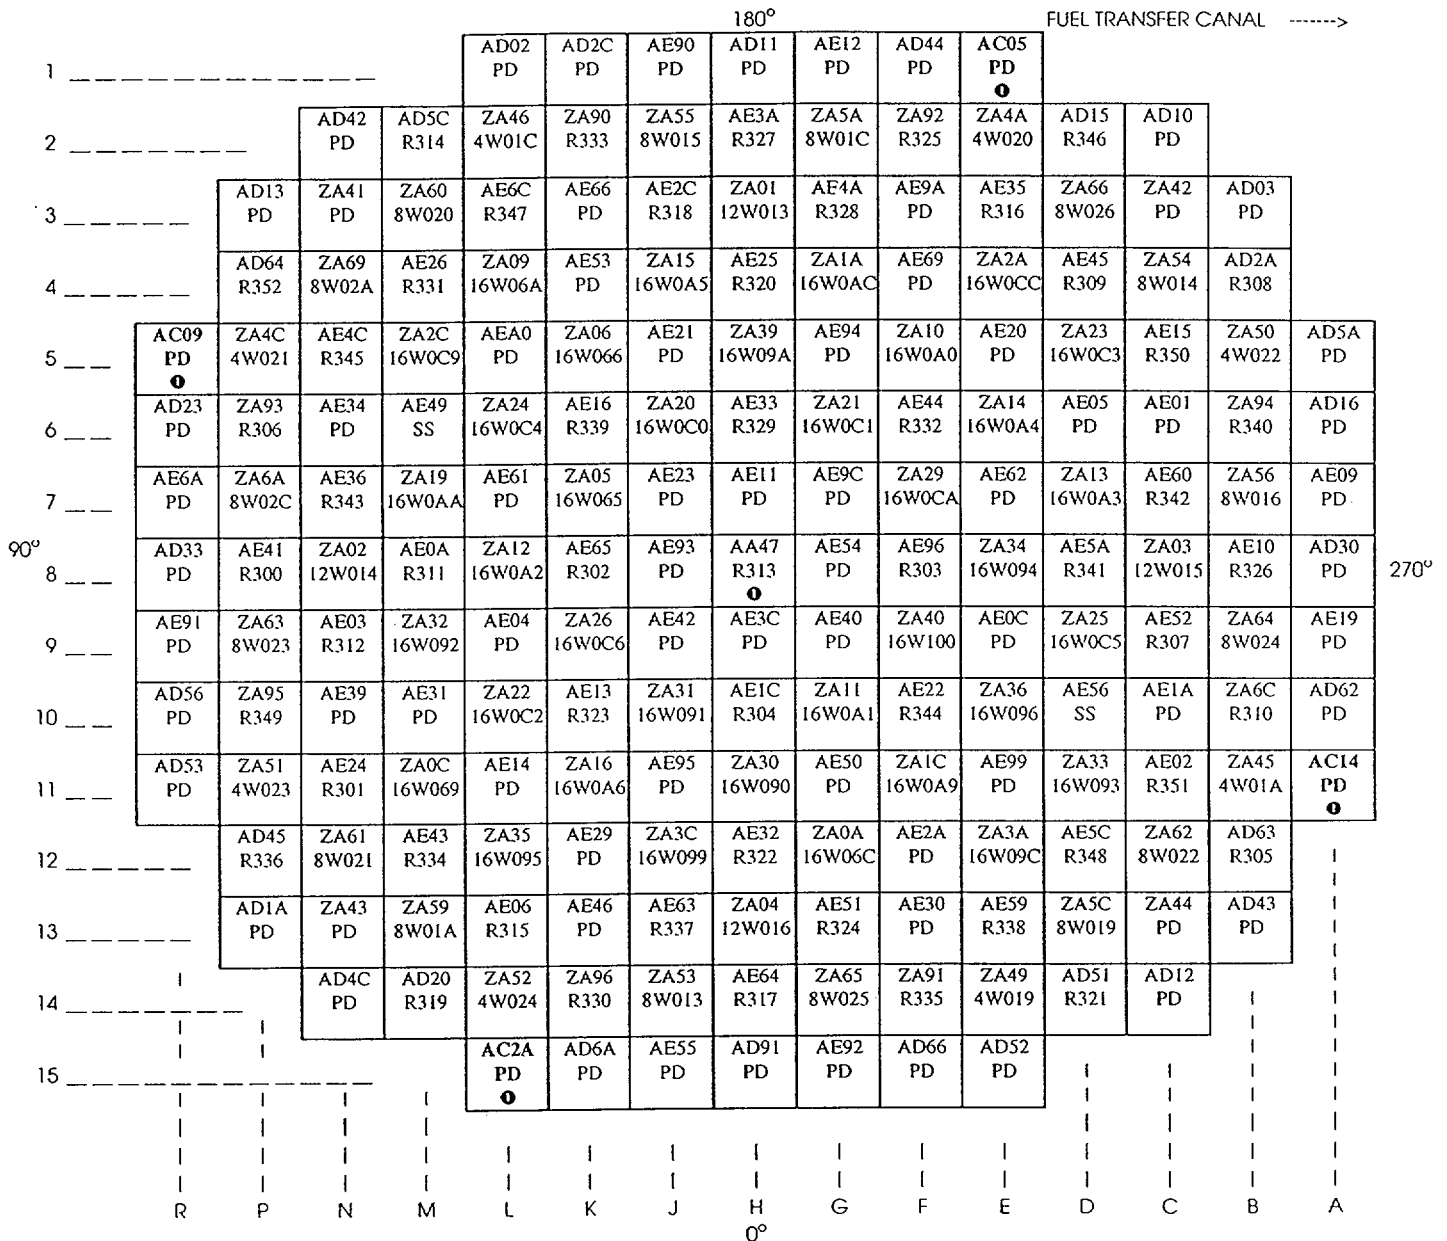 180° FUEL TRANSFER CANAL ------->
AD02 AD2C AE90 AD11 AE12 AD44 AC05
1 PD PD PD PD PD PD PD
❶
AD42 AD5C ZA46 ZA90 ZA55 AE3A ZA5A ZA92 ZA4A AD15 AD10
2 PD R314 4W01C R333 8W015 R327 8W01C R325 4W020 R346 PD
AD13 ZA41 ZA60 AE6C AE66 AE2C ZA01 AE4A AE9A AE35 ZA66 ZA42 AD03
3 PD PD 8W020 R347 PD R318 12W013 R328 PD R316 8W026 PD PD
AD64 ZA69 AE26 ZA09 AE53 ZA15 AE25 ZA1A AE69 ZA2A AE45 ZA54 AD2A
4 R352 8W02A R331 16W06A PD 16W0A5 R320 16W0AC PD 16W0CC R309 8W014 R308
AC09 ZA4C AE4C ZA2C AEA0 ZA06 AE21 ZA39 AE94 ZA10 AE20 ZA23 AE15 ZA50 AD5A
5 PD 4W021 R345 16W0C9 PD 16W066 PD 16W09A PD 16W0A0 PD 16W0C3 R350 4W022 PD
❶
AD23 ZA93 AE34 AE49 ZA24 AE16 ZA20 AE33 ZA21 AE44 ZA14 AE05 AE01 ZA94 AD16
6 PD R306 PD SS 16W0C4 R339 16W0C0 R329 16W0C1 R332 16W0A4 PD PD R340 PD
AE6A ZA6A AE36 ZA19 AE61 ZA05 AE23 AE11 AE9C ZA29 AE62 ZA13 AE60 ZA56 AE09
7 PD 8W02C R343 16W0AA PD 16W065 PD PD PD 16W0CA PD 16W0A3 R342 8W016 PD
90° AD33 AE41 ZA02 AE0A ZA12 AE65 AE93 AA47 AE54 AE96 ZA34 AE5A ZA03 AE10 AD30 270°
8 PD R300 12W014 R311 16W0A2 R302 PD R313 PD R303 16W094 R341 12W015 R326 PD
❶
AE91 ZA63 AE03 ZA32 AE04 ZA26 AE42 AE3C AE40 ZA40 AE0C ZA25 AE52 ZA64 AE19
9 PD 8W023 R312 16W092 PD 16W0C6 PD PD PD 16W100 PD 16W0C5 R307 8W024 PD
AD56 ZA95 AE39 AE31 ZA22 AE13 ZA31 AE1C ZA11 AE22 ZA36 AE56 AE1A ZA6C AD62
10 PD R349 PD PD 16W0C2 R323 16W091 R304 16W0A1 R344 16W096 SS PD R310 PD
AD53 ZA51 AE24 ZA0C AE14 ZA16 AE95 ZA30 AE50 ZA1C AE99 ZA33 AE02 ZA45 AC14
11 PD 4W023 R301 16W069 PD 16W0A6 PD 16W090 PD 16W0A9 PD 16W093 R351 4W01A PD
❶
AD45 ZA61 AE43 ZA35 AE29 ZA3C AE32 ZA0A AE2A ZA3A AE5C ZA62 AD63
12 R336 8W021 R334 16W095 PD 16W099 R322 16W06C PD 16W09C R348 8W022 R305
AD1A ZA43 ZA59 AE06 AE46 AE63 ZA04 AE51 AE30 AE59 ZA5C ZA44 AD43
13 PD PD 8W01A R315 PD R337 12W016 R324 PD R338 8W019 PD PD
AD4C AD20 ZA52 ZA96 ZA53 AE64 ZA65 ZA91 ZA49 AD51 AD12
14 PD R319 4W024 R330 8W013 R317 8W025 R335 4W019 R321 PD
AC2A AD6A AE55 AD91 AE92 AD66 AD52
15 PD PD PD PD PD PD PD
❶
R P N M L K J H G F E D C B A
0°